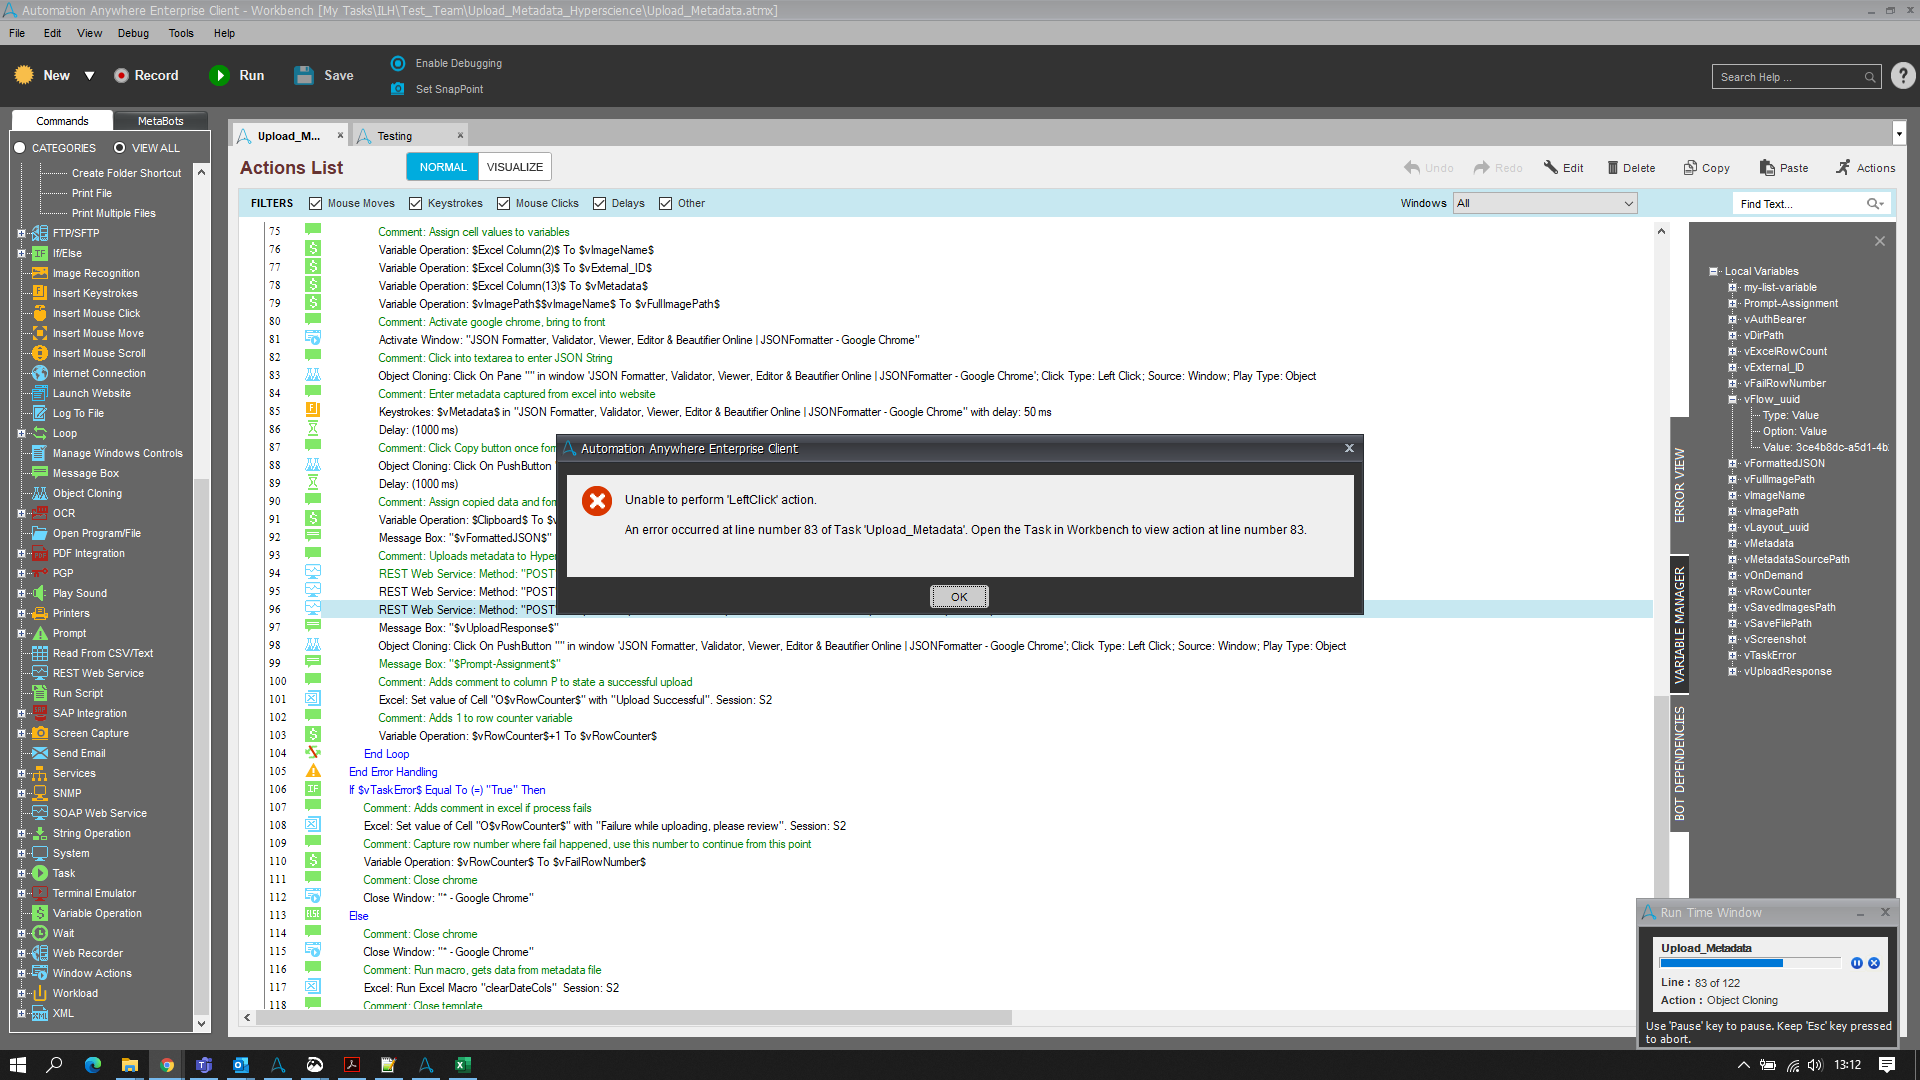 Automation Anywhere Enterprise Client - Workbench [My Tasks\ILH\Test_Team\Upload_Metadata_Hyperscience\Upload_Metadata.atmx]
File Edit View Debug Tools Help
New Record Run Save
Enable Debugging
Set SnapPoint
Search Help ...
Commands MetaBots
CATEGORIES VIEW ALL
Create Folder Shortcut
Print File
Print Multiple Files
FTP/SFTP
If/Else
Image Recognition
Insert Keystrokes
Insert Mouse Click
Insert Mouse Move
Insert Mouse Scroll
Internet Connection
Launch Website
Log To File
Loop
Manage Windows Controls
Message Box
Object Cloning
OCR
Open Program/File
PDF Integration
PGP
Play Sound
Printers
Prompt
Read From CSV/Text
REST Web Service
Run Script
SAP Integration
Screen Capture
Send Email
Services
SNMP
SOAP Web Service
String Operation
System
Task
Terminal Emulator
Variable Operation
Wait
Web Recorder
Window Actions
Workload
XML
Upload_M... Testing
Actions List NORMAL VISUALIZE Undo Redo Edit Delete Copy Paste Actions
FILTERS Mouse Moves Keystrokes Mouse Clicks Delays Other Windows All Find Text...
75 Comment: Assign cell values to variables
76 Variable Operation: $Excel Column(2)$ To $vImageName$
77 Variable Operation: $Excel Column(3)$ To $vExternal_ID$
78 Variable Operation: $Excel Column(13)$ To $vMetadata$
79 Variable Operation: $vImagePath$$vImageName$ To $vFullImagePath$
80 Comment: Activate google chrome, bring to front
81 Activate Window: "JSON Formatter, Validator, Viewer, Editor & Beautifier Online | JSONFormatter - Google Chrome"
82 Comment: Click into textarea to enter JSON String
83 Object Cloning: Click On Pane "" in window 'JSON Formatter, Validator, Viewer, Editor & Beautifier Online | JSONFormatter - Google Chrome'; Click Type: Left Click; Source: Window; Play Type: Object
84 Comment: Enter metadata captured from excel into website
85 Keystrokes: $vMetadata$ in "JSON Formatter, Validator, Viewer, Editor & Beautifier Online | JSONFormatter - Google Chrome" with delay: 50 ms
86 Delay: (1000 ms)
87 Comment: Click Copy button once for
88 Object Cloning: Click On PushButton
89 Delay: (1000 ms)
90 Comment: Assign copied data and for
91 Variable Operation: $Clipboard$ To $v
92 Message Box: "$vFormattedJSON$"
93 Comment: Uploads metadata to Hyper
94 REST Web Service: Method: "POST"
95 REST Web Service: Method: "POST"
96 REST Web Service: Method: "POST"
97 Message Box: "$vUploadResponse$"
98 Object Cloning: Click On PushButton "" in window 'JSON Formatter, Validator, Viewer, Editor & Beautifier Online | JSONFormatter - Google Chrome'; Click Type: Left Click; Source: Window; Play Type: Object
99 Message Box: "$Prompt-Assignment$"
100 Comment: Adds comment to column P to state a successful upload
101 Excel: Set value of Cell "O$vRowCounter$" with "Upload Successful". Session: S2
102 Comment: Adds 1 to row counter variable
103 Variable Operation: $vRowCounter$+1 To $vRowCounter$
104 End Loop
105 End Error Handling
106 If $vTaskError$ Equal To (=) "True" Then
107 Comment: Adds comment in excel if process fails
108 Excel: Set value of Cell "O$vRowCounter$" with "Failure while uploading, please review". Session: S2
109 Comment: Capture row number where fail happened, use this number to continue from this point
110 Variable Operation: $vRowCounter$ To $vFailRowNumber$
111 Comment: Close chrome
112 Close Window: "* - Google Chrome"
113 Else
114 Comment: Close chrome
115 Close Window: "* - Google Chrome"
116 Comment: Run macro, gets data from metadata file
117 Excel: Run Excel Macro "clearDateCols" Session: S2
118 Comment: Close template
Automation Anywhere Enterprise Client
Unable to perform 'LeftClick' action.
An error occurred at line number 83 of Task 'Upload_Metadata'. Open the Task in Workbench to view action at line number 83.
OK
ERROR VIEW
VARIABLE MANAGER
BOT DEPENDENCIES
Local Variables
my-list-variable
Prompt-Assignment
vAuthBearer
vDirPath
vExcelRowCount
vExternal_ID
vFailRowNumber
vFlow_uuid
Type: Value
Option: Value
Value: 3ce4b8dc-a5d1-4b
vFormattedJSON
vFullImagePath
vImageName
vImagePath
vLayout_uuid
vMetadata
vMetadataSourcePath
vOnDemand
vRowCounter
vSavedImagesPath
vSaveFilePath
vScreenshot
vTaskError
vUploadResponse
Run Time Window
Upload_Metadata
Line : 83 of 122
Action : Object Cloning
Use 'Pause' key to pause. Keep 'Esc' key pressed
to abort.
13:12